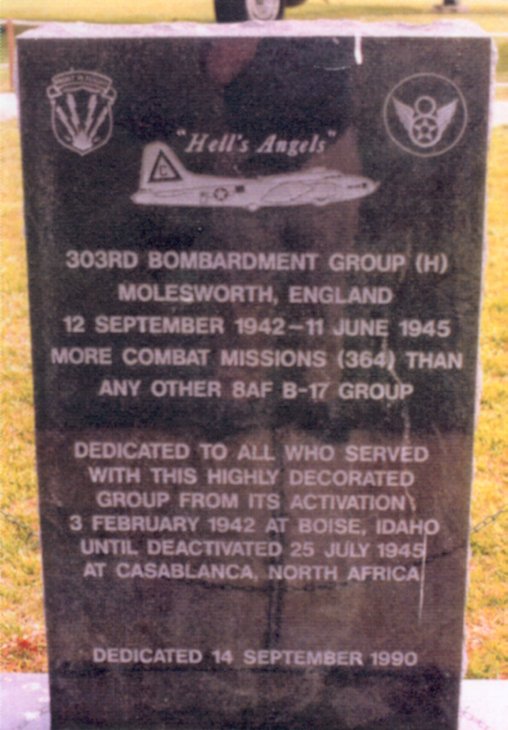 "Hell's Angels"
C
303RD BOMBARDMENT GROUP (H)
MOLESWORTH, ENGLAND
12 SEPTEMBER 1942–11 JUNE 1945
MORE COMBAT MISSIONS (364) THAN
ANY OTHER 8AF B-17 GROUP
DEDICATED TO ALL WHO SERVED
WITH THIS HIGHLY DECORATED
GROUP FROM ITS ACTIVATION
3 FEBRUARY 1942 AT BOISE, IDAHO
UNTIL DEACTIVATED 25 JULY 1945
AT CASABLANCA, NORTH AFRICA
DEDICATED 14 SEPTEMBER 1990